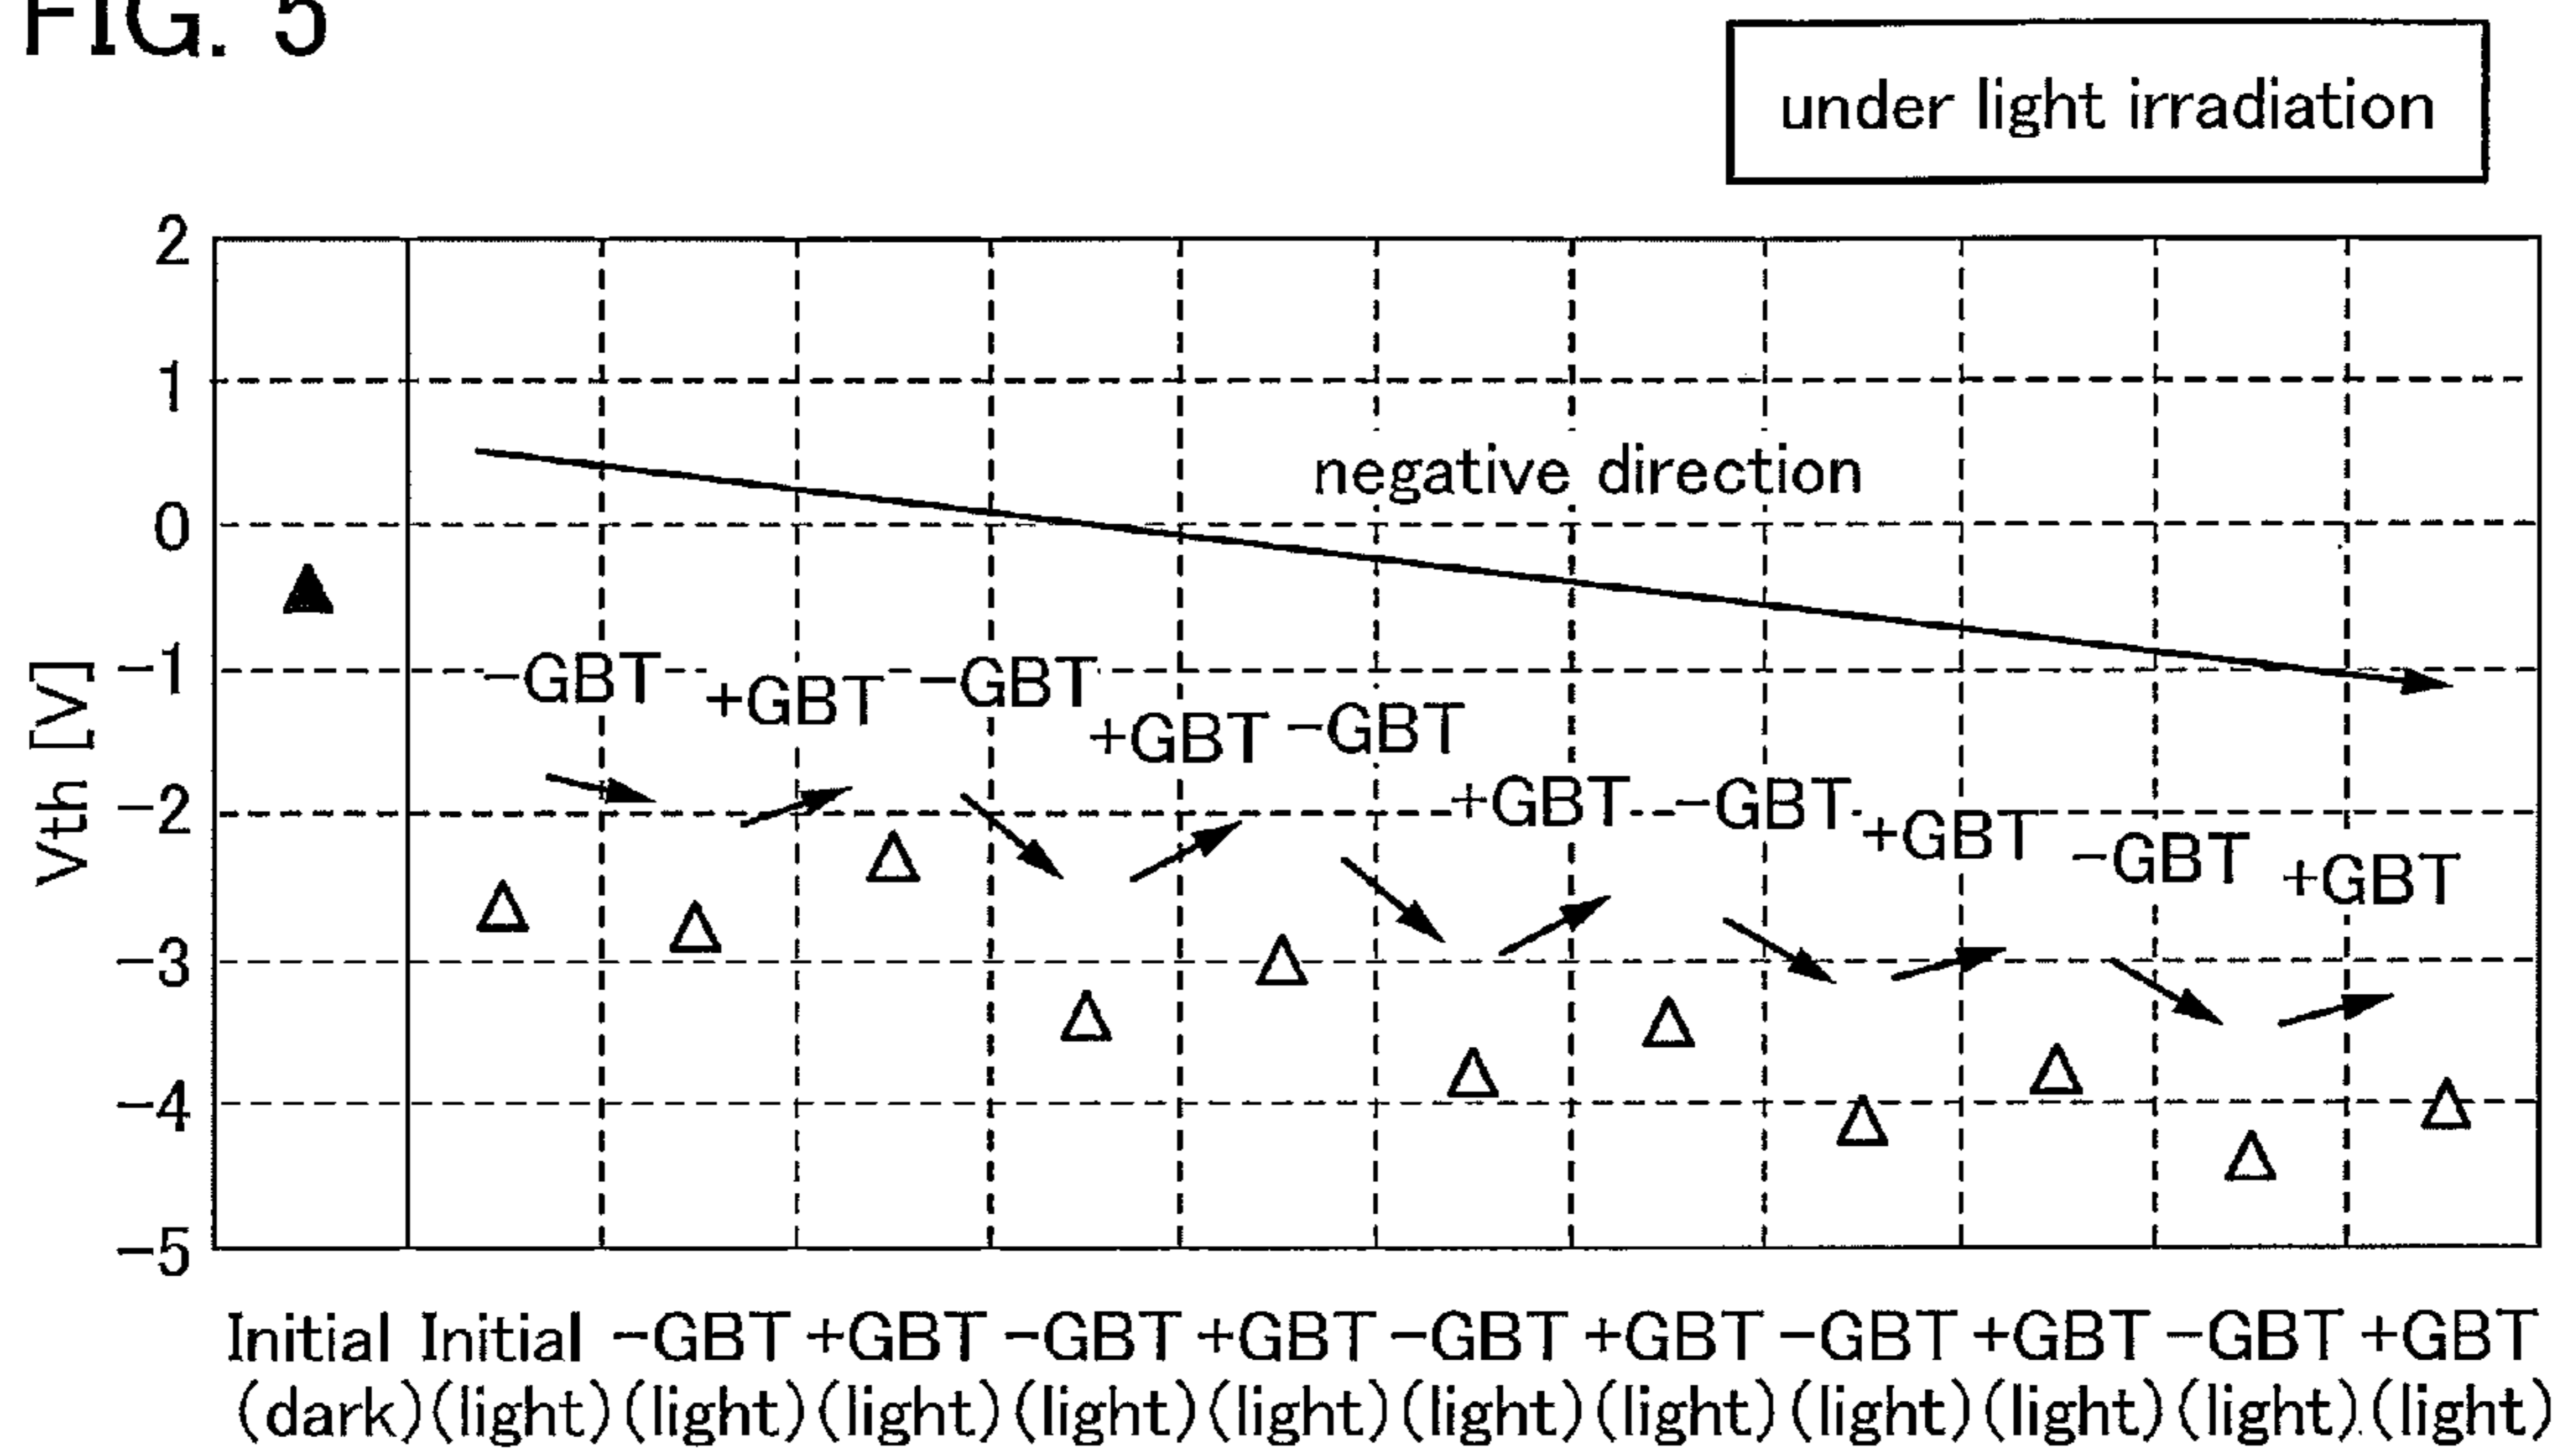 FIG. 5
under light irradiation
2
1
0
−1
−2
−3
−4
−5
Vth [V]
negative direction
−GBT
+GBT
−GBT
+GBT
−GBT
+GBT
−GBT
+GBT
−GBT
+GBT
Initial Initial −GBT +GBT −GBT +GBT −GBT +GBT −GBT +GBT −GBT +GBT
(dark)(light)(light)(light)(light)(light)(light)(light)(light)(light)(light)(light)